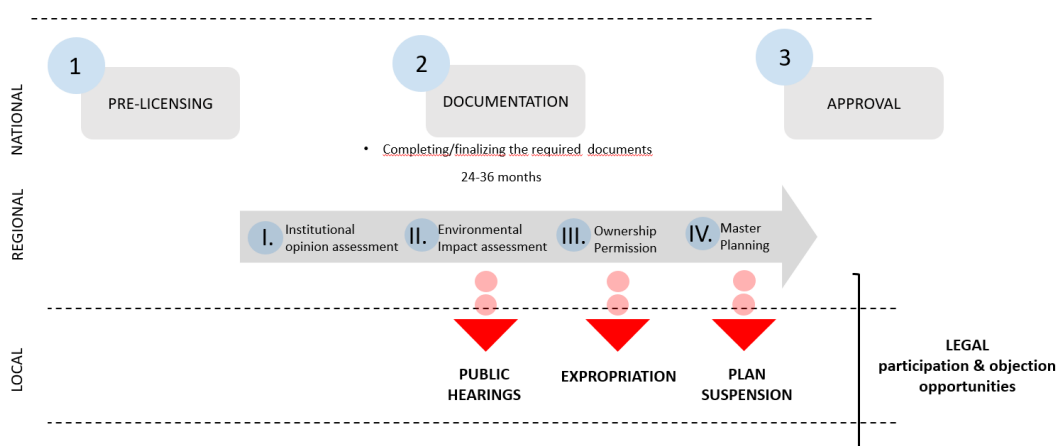 1
PRE-LICENSING
2
DOCUMENTATION
3
APPROVAL
NATIONAL
• Completing/finalizing the required documents
24-36 months
REGIONAL
I.
Institutional
opinion assessment
II.
Environmental
Impact assessment
III.
Ownership
Permission
IV.
Master
Planning
LOCAL
PUBLIC
HEARINGS
EXPROPRIATION
PLAN
SUSPENSION
LEGAL
participation & objection
opportunities